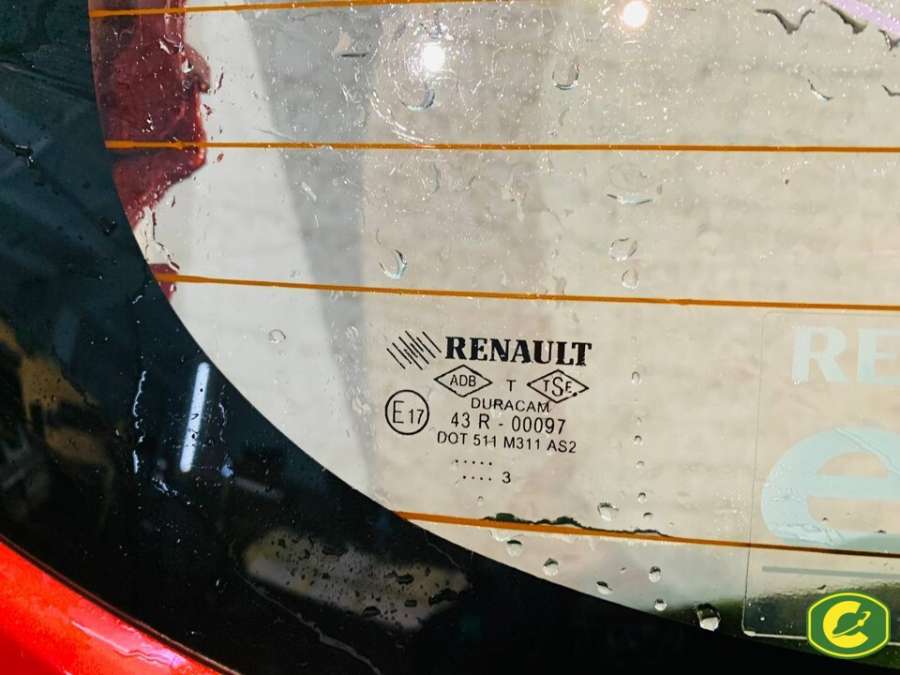 RENAULT
ADB T TSE.
DURACAM
E17 43 R - 00097
DOT 511 M311 AS2
.....
.... 3
RE
e
C